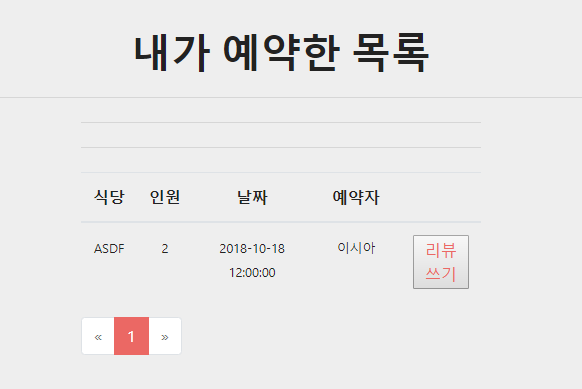 내가 예약한 목록
식당 인원 날짜 예약자
ASDF 2 2018-10-18 이시아 리뷰
12:00:00 쓰기
« 1 »